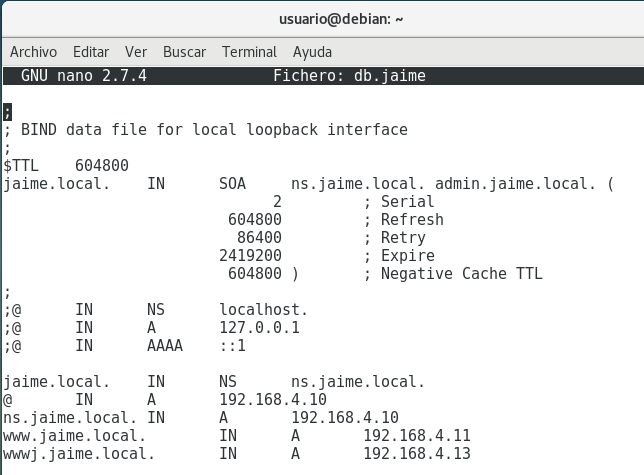 usuario@debian: ~
Archivo Editar Ver Buscar Terminal Ayuda
GNU nano 2.7.4 Fichero: db.jaime
;
; BIND data file for local loopback interface
;
$TTL 604800
jaime.local. IN SOA ns.jaime.local. admin.jaime.local. (
2 ; Serial
604800 ; Refresh
86400 ; Retry
2419200 ; Expire
604800 ) ; Negative Cache TTL
;
;@ IN NS localhost.
;@ IN A 127.0.0.1
;@ IN AAAA ::1
jaime.local. IN NS ns.jaime.local.
@ IN A 192.168.4.10
ns.jaime.local. IN A 192.168.4.10
www.jaime.local. IN A 192.168.4.11
wwwj.jaime.local. IN A 192.168.4.13